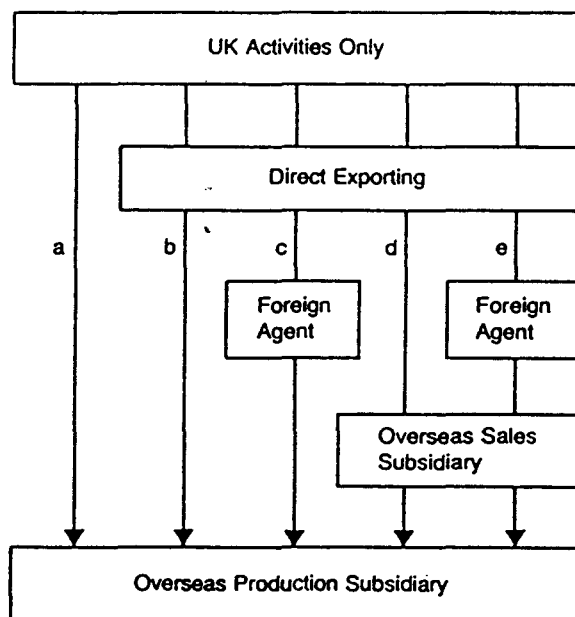 UK Activities Only
Direct Exporting
a b c d e
Foreign Agent Foreign Agent
Overseas Sales
Subsidiary
Overseas Production Subsidiary